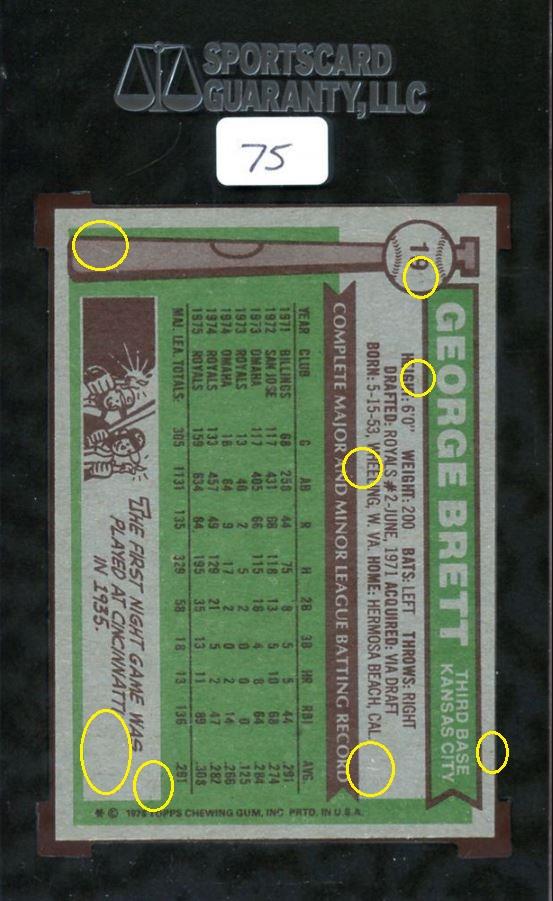 SPORTSCARD
GUARANTY, LLC
75
19
GEORGE BRETT
THIRD BASE
KANSAS CITY
HEIGHT: 6'0" WEIGHT: 200 BATS: LEFT THROWS: RIGHT
DRAFTED: ROYALS #2-JUNE, 1971 ACQUIRED: VIA DRAFT
BORN: 5-15-53 WHEELING, W. VA. HOME: HERMOSA BEACH, CAL.
COMPLETE MAJOR AND MINOR LEAGUE BATTING RECORD
YEAR CLUB G AB R H 2B 3B HR RBI AVG.
1971 BILLINGS 68 258 44 75 8 5 5 44 .291
1972 SAN JOSE 117 431 66 118 13 5 10 68 .274
1973 OMAHA 117 405 66 115 16 4 8 64 .284
1973 ROYALS 13 40 2 5 2 0 0 0 .125
1974 OMAHA 16 64 9 17 2 0 2 14 .266
1974 ROYALS 133 457 49 129 21 5 2 47 .282
1975 ROYALS 159 634 84 195 35 13 11 89 .308
MAJ. LEA. TOTALS: 305 1131 135 329 58 18 13 136 .291
THE FIRST NIGHT GAME WAS
PLAYED AT CINCINNATI
IN 1935.
* © 1976 TOPPS CHEWING GUM, INC. PRTD. IN U.S.A.